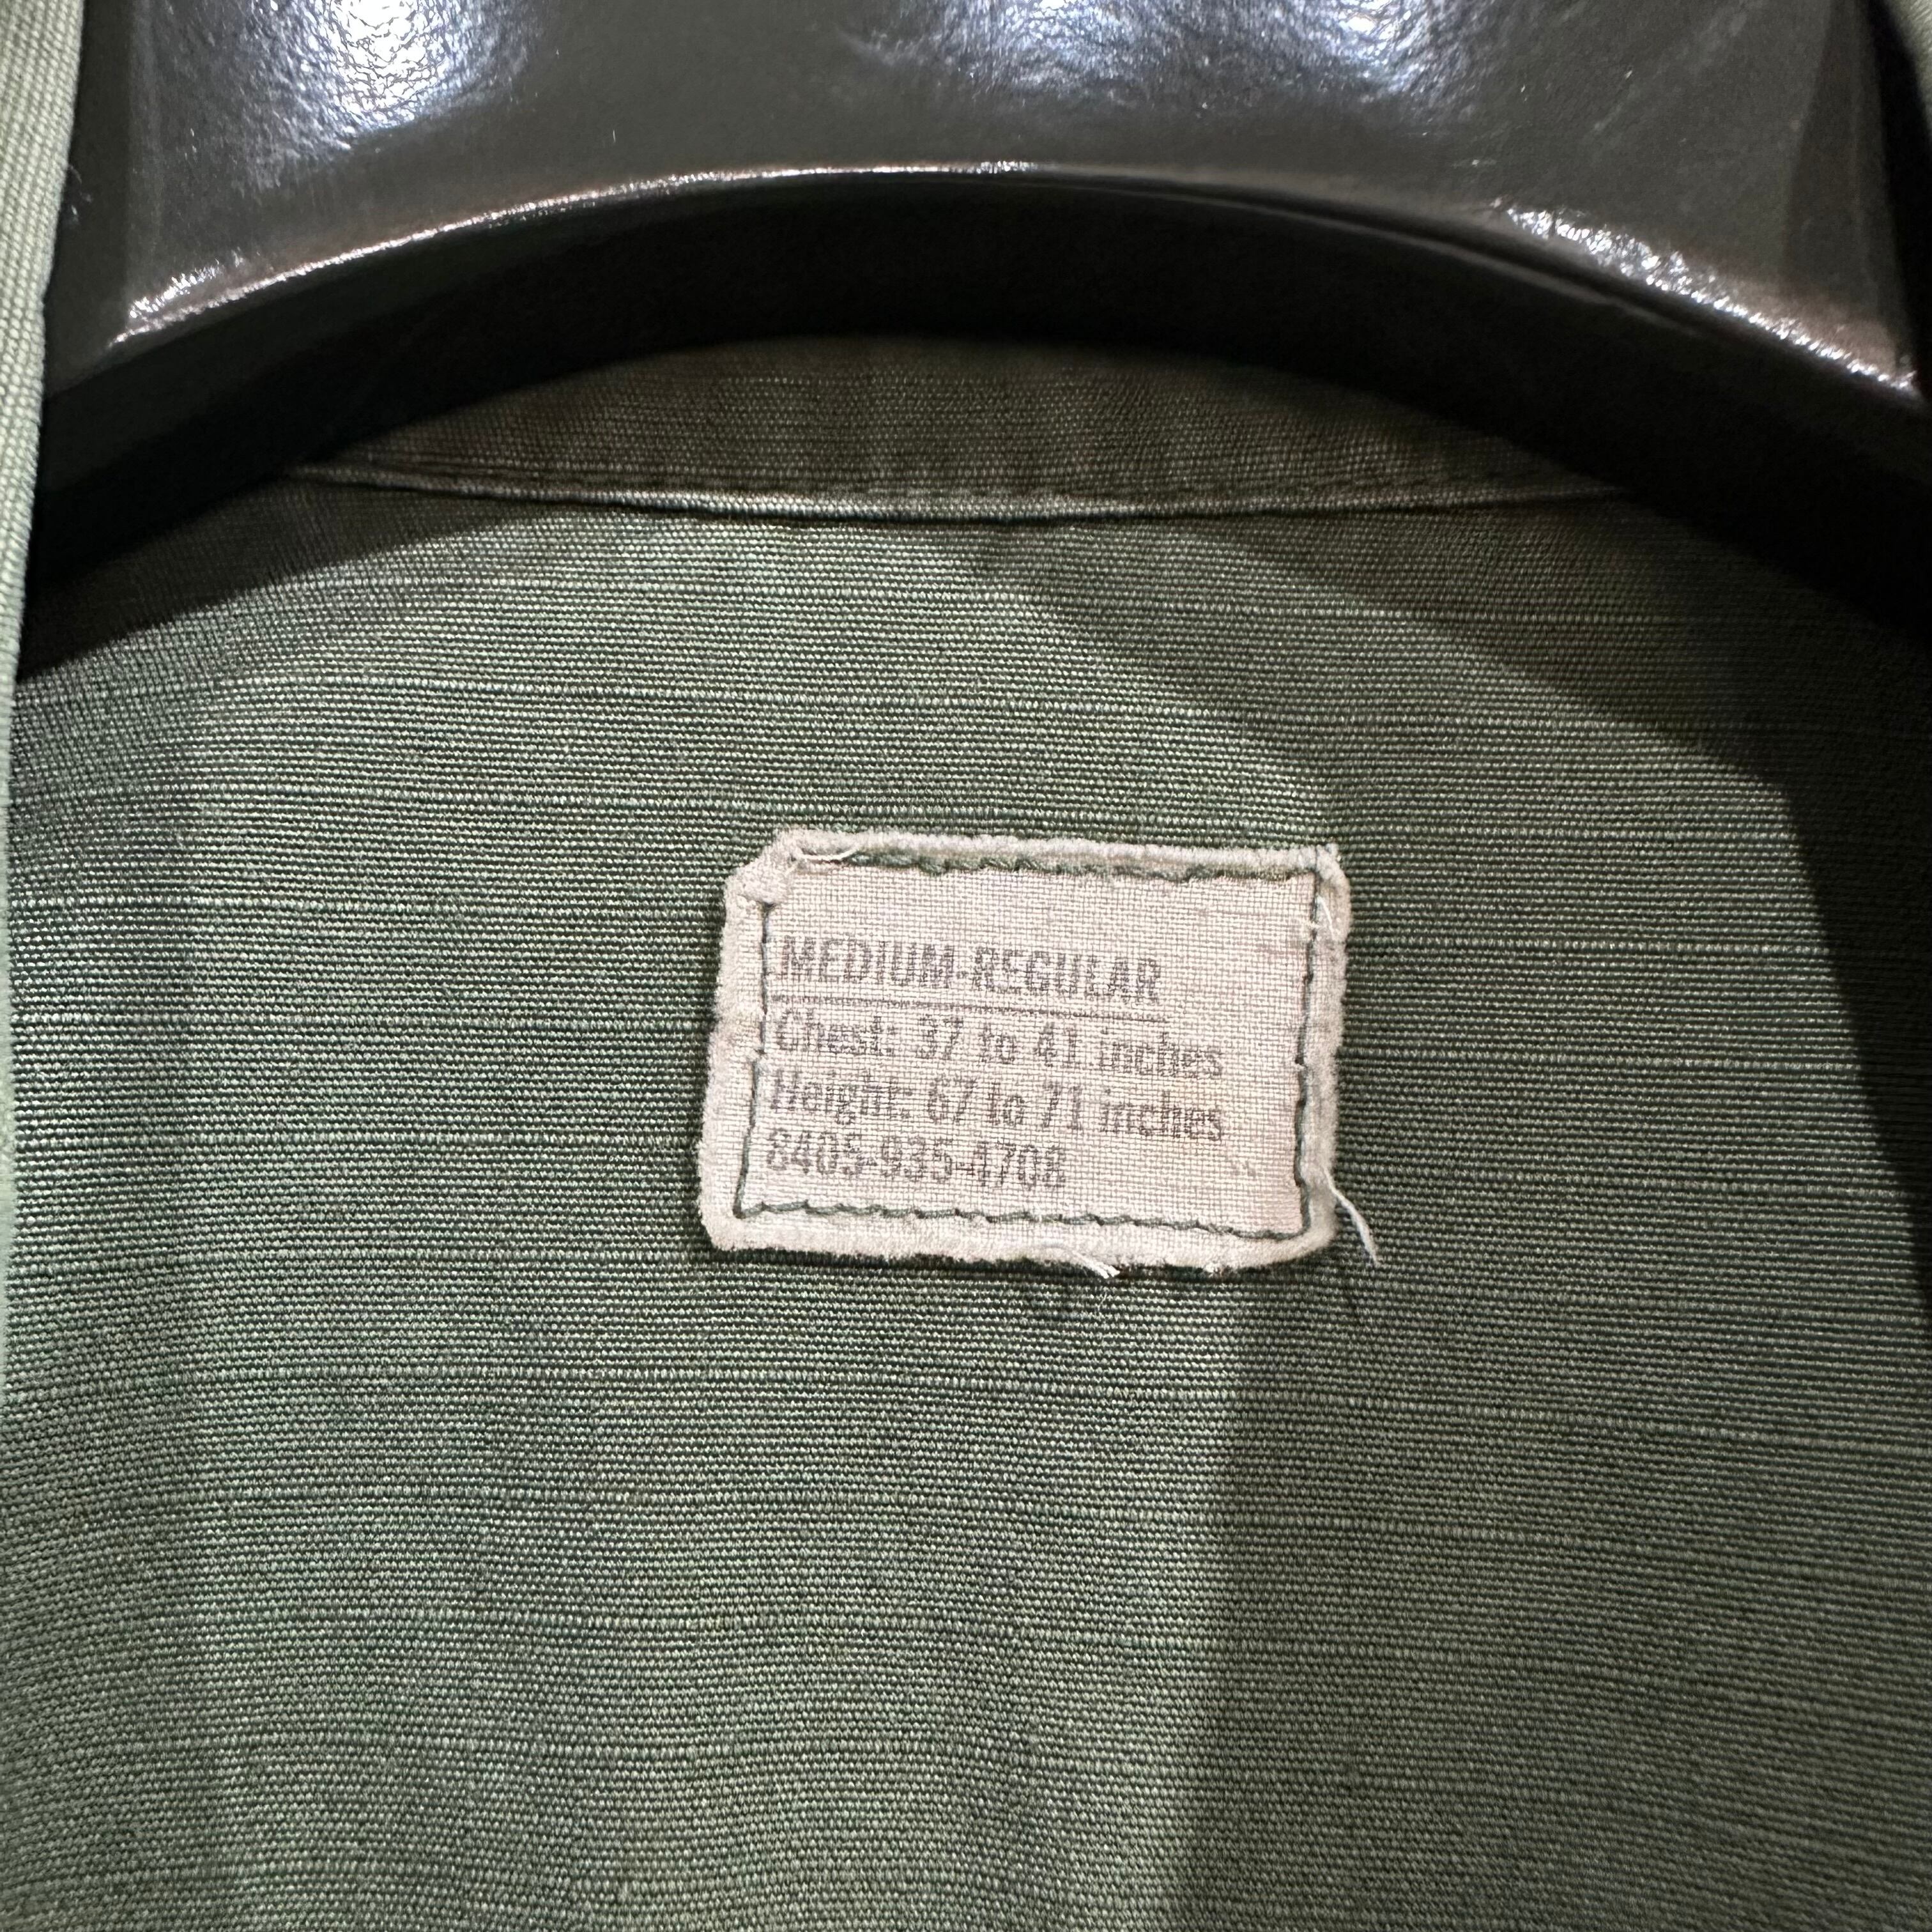 MEDIUM-REGULAR
Chest: 37 to 41 inches
Height: 67 to 71 inches
8405-935-4708